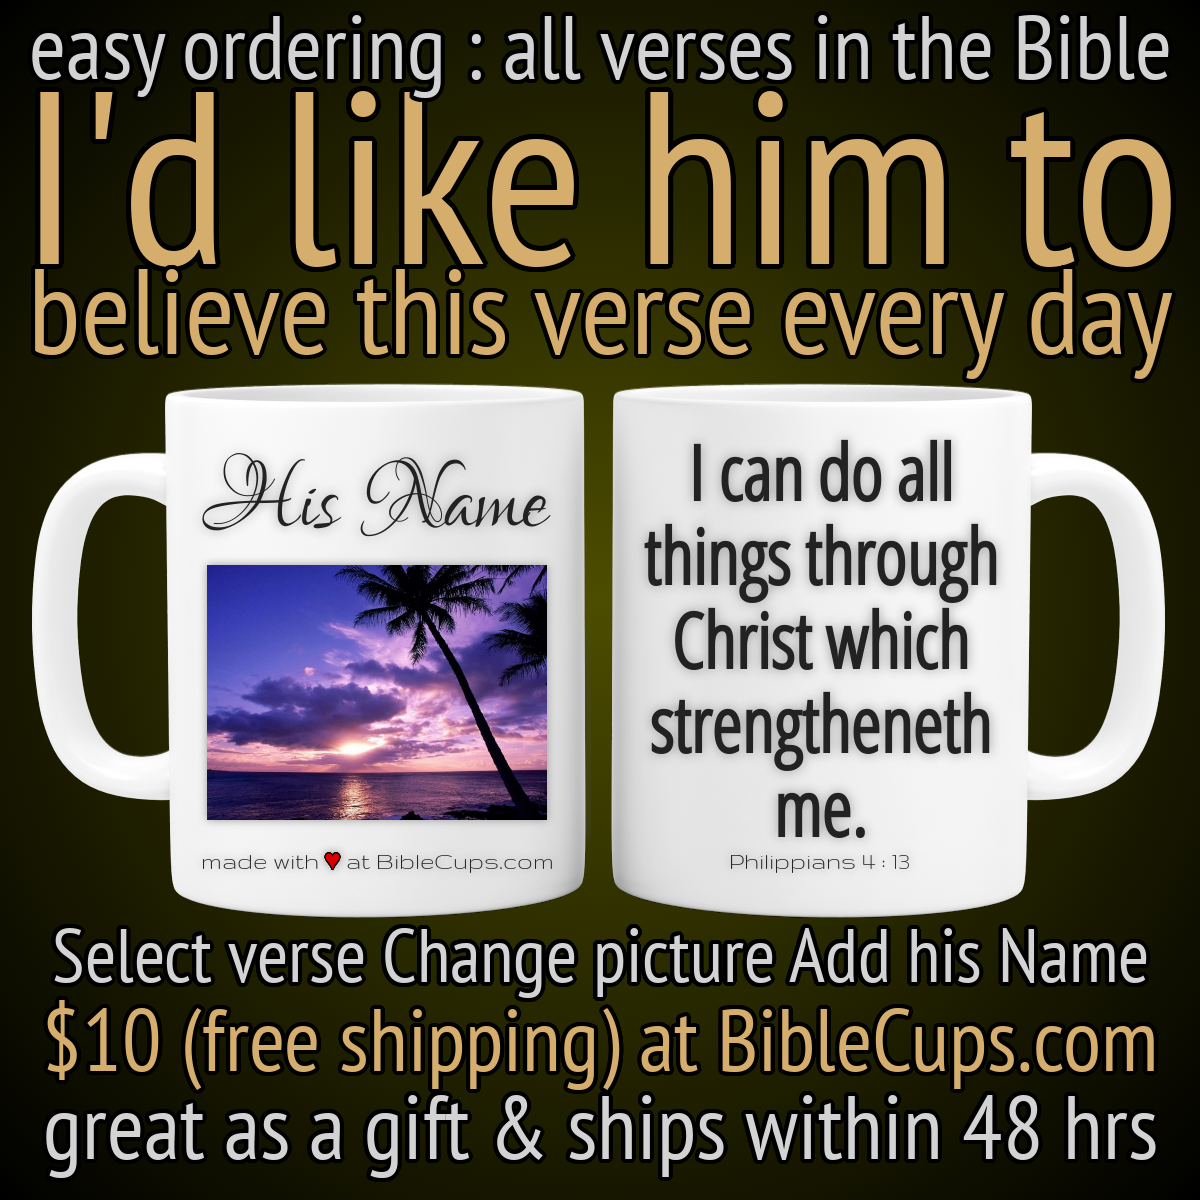 easy ordering : all verses in the Bible
I'd like him to
believe this verse every day
His Name
made with ♥ at BibleCups.com
I can do all
things through
Christ which
strengtheneth
me.
Philippians 4 : 13
Select verse Change picture Add his Name
$10 (free shipping) at BibleCups.com
great as a gift & ships within 48 hrs